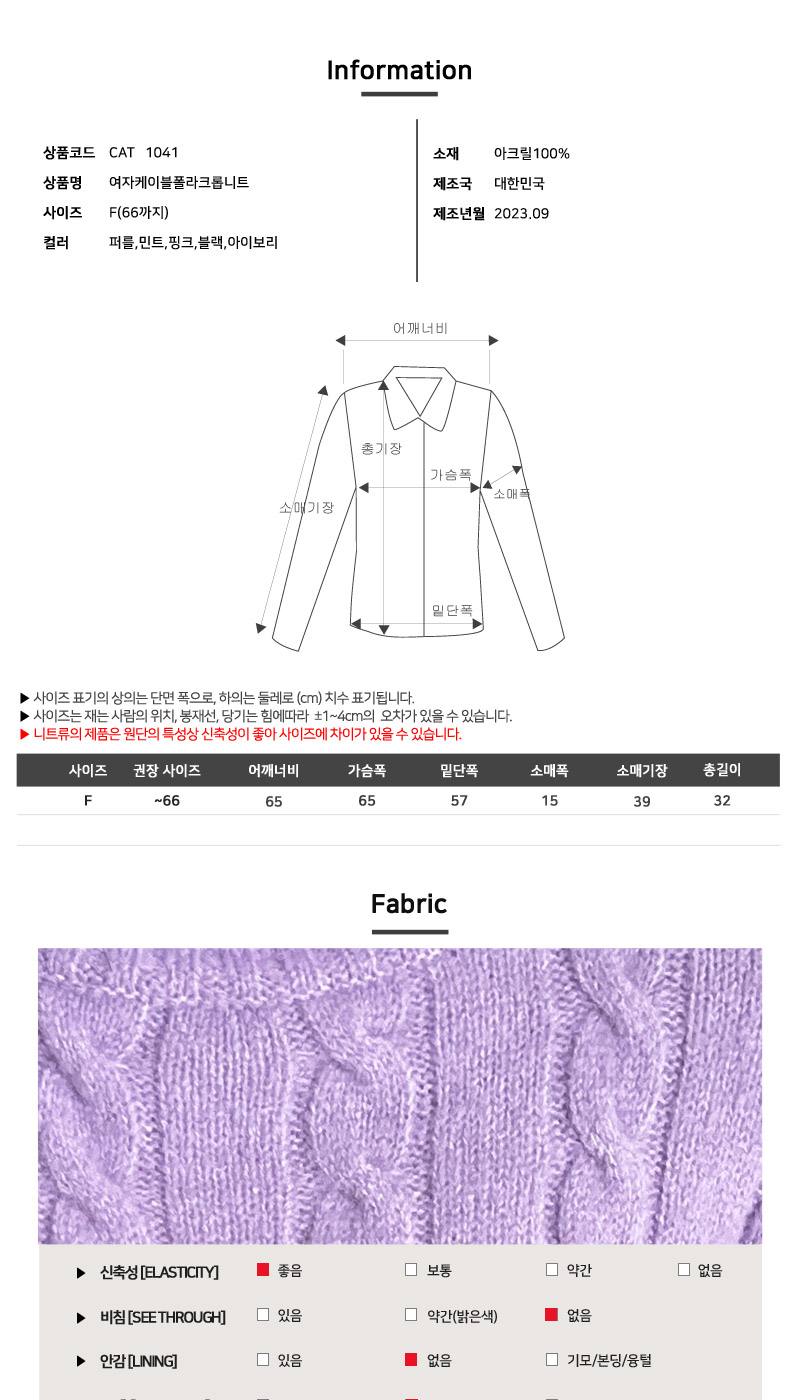 Information
상품코드 CAT 1041
상품명 여자케이블폴라크롭니트
사이즈 F(66까지)
컬러 퍼플,민트,핑크,블랙,아이보리
소재 아크릴100%
제조국 대한민국
제조년월 2023.09
어깨너비
총기장
가슴폭
소매폭
소매기장
밑단폭
▶ 사이즈 표기의 상의는 단면 폭으로, 하의는 둘레로 (cm) 치수 표기됩니다.
▶ 사이즈는 재는 사람의 위치, 봉재선, 당기는 힘에따라 ±1~4cm의 오차가 있을 수 있습니다.
▶ 니트류의 제품은 원단의 특성상 신축성이 좋아 사이즈에 차이가 있을 수 있습니다.
사이즈 권장 사이즈 어깨너비 가슴폭 밑단폭 소매폭 소매기장 총길이
F ~66 65 65 57 15 39 32
Fabric
▶ 신축성 [ELASTICITY] 좋음 보통 약간 없음
▶ 비침 [SEE THROUGH] 있음 약간(밝은색) 없음
▶ 안감 [LINING] 있음 없음 기모/본딩/융털